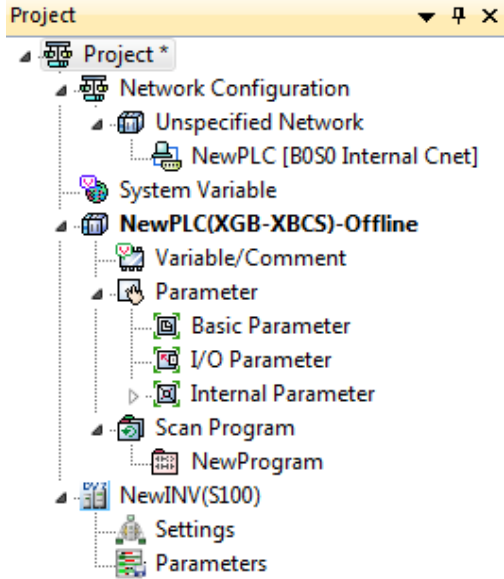 Project
Project *
Network Configuration
Unspecified Network
NewPLC [B0S0 Internal Cnet]
System Variable
NewPLC(XGB-XBCS)-Offline
Variable/Comment
Parameter
Basic Parameter
I/O Parameter
Internal Parameter
Scan Program
NewProgram
NewINV(S100)
Settings
Parameters